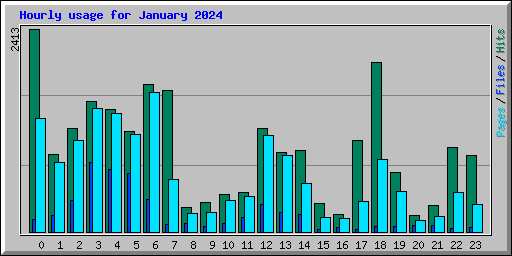 Hourly usage for January 2024
2413
Pages / Files / Hits
0 1 2 3 4 5 6 7 8 9 10 11 12 13 14 15 16 17 18 19 20 21 22 23